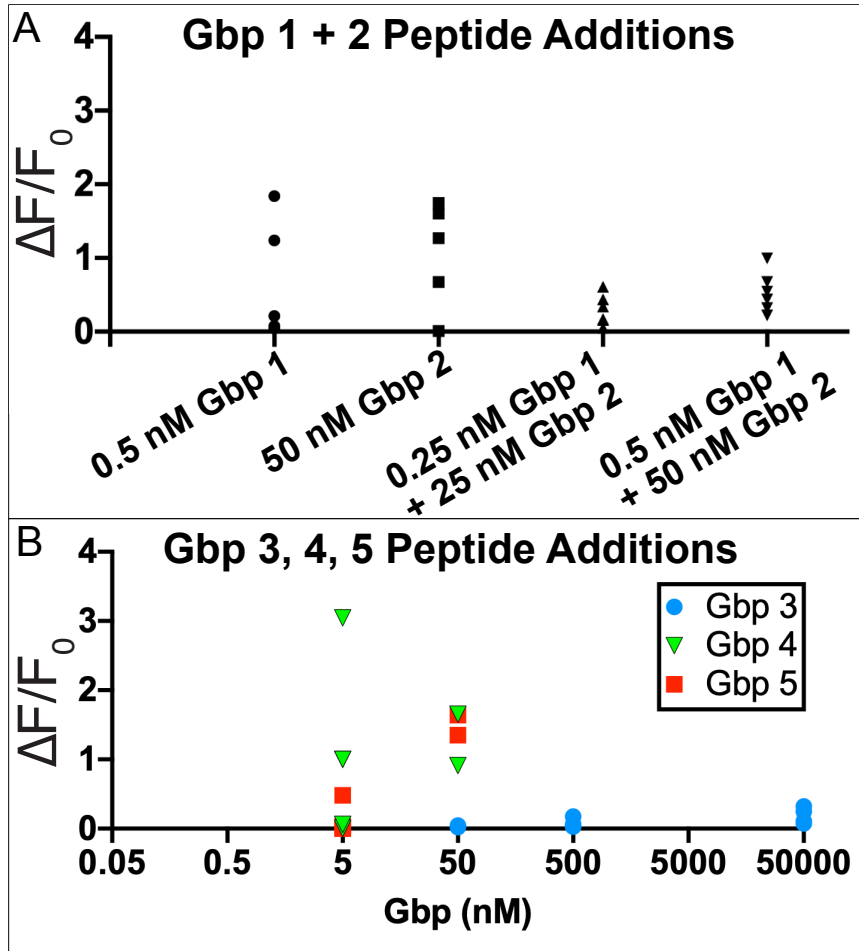 A
Gbp 1 + 2 Peptide Additions
4
3
2
1
0
ΔF/F0
0.5 nM Gbp 1
50 nM Gbp 2
0.25 nM Gbp 1
+ 25 nM Gbp 2
0.5 nM Gbp 1
+ 50 nM Gbp 2
B
Gbp 3, 4, 5 Peptide Additions
4
3
2
1
0
ΔF/F0
Gbp 3
Gbp 4
Gbp 5
0.05 0.5 5 50 500 5000 50000
Gbp (nM)